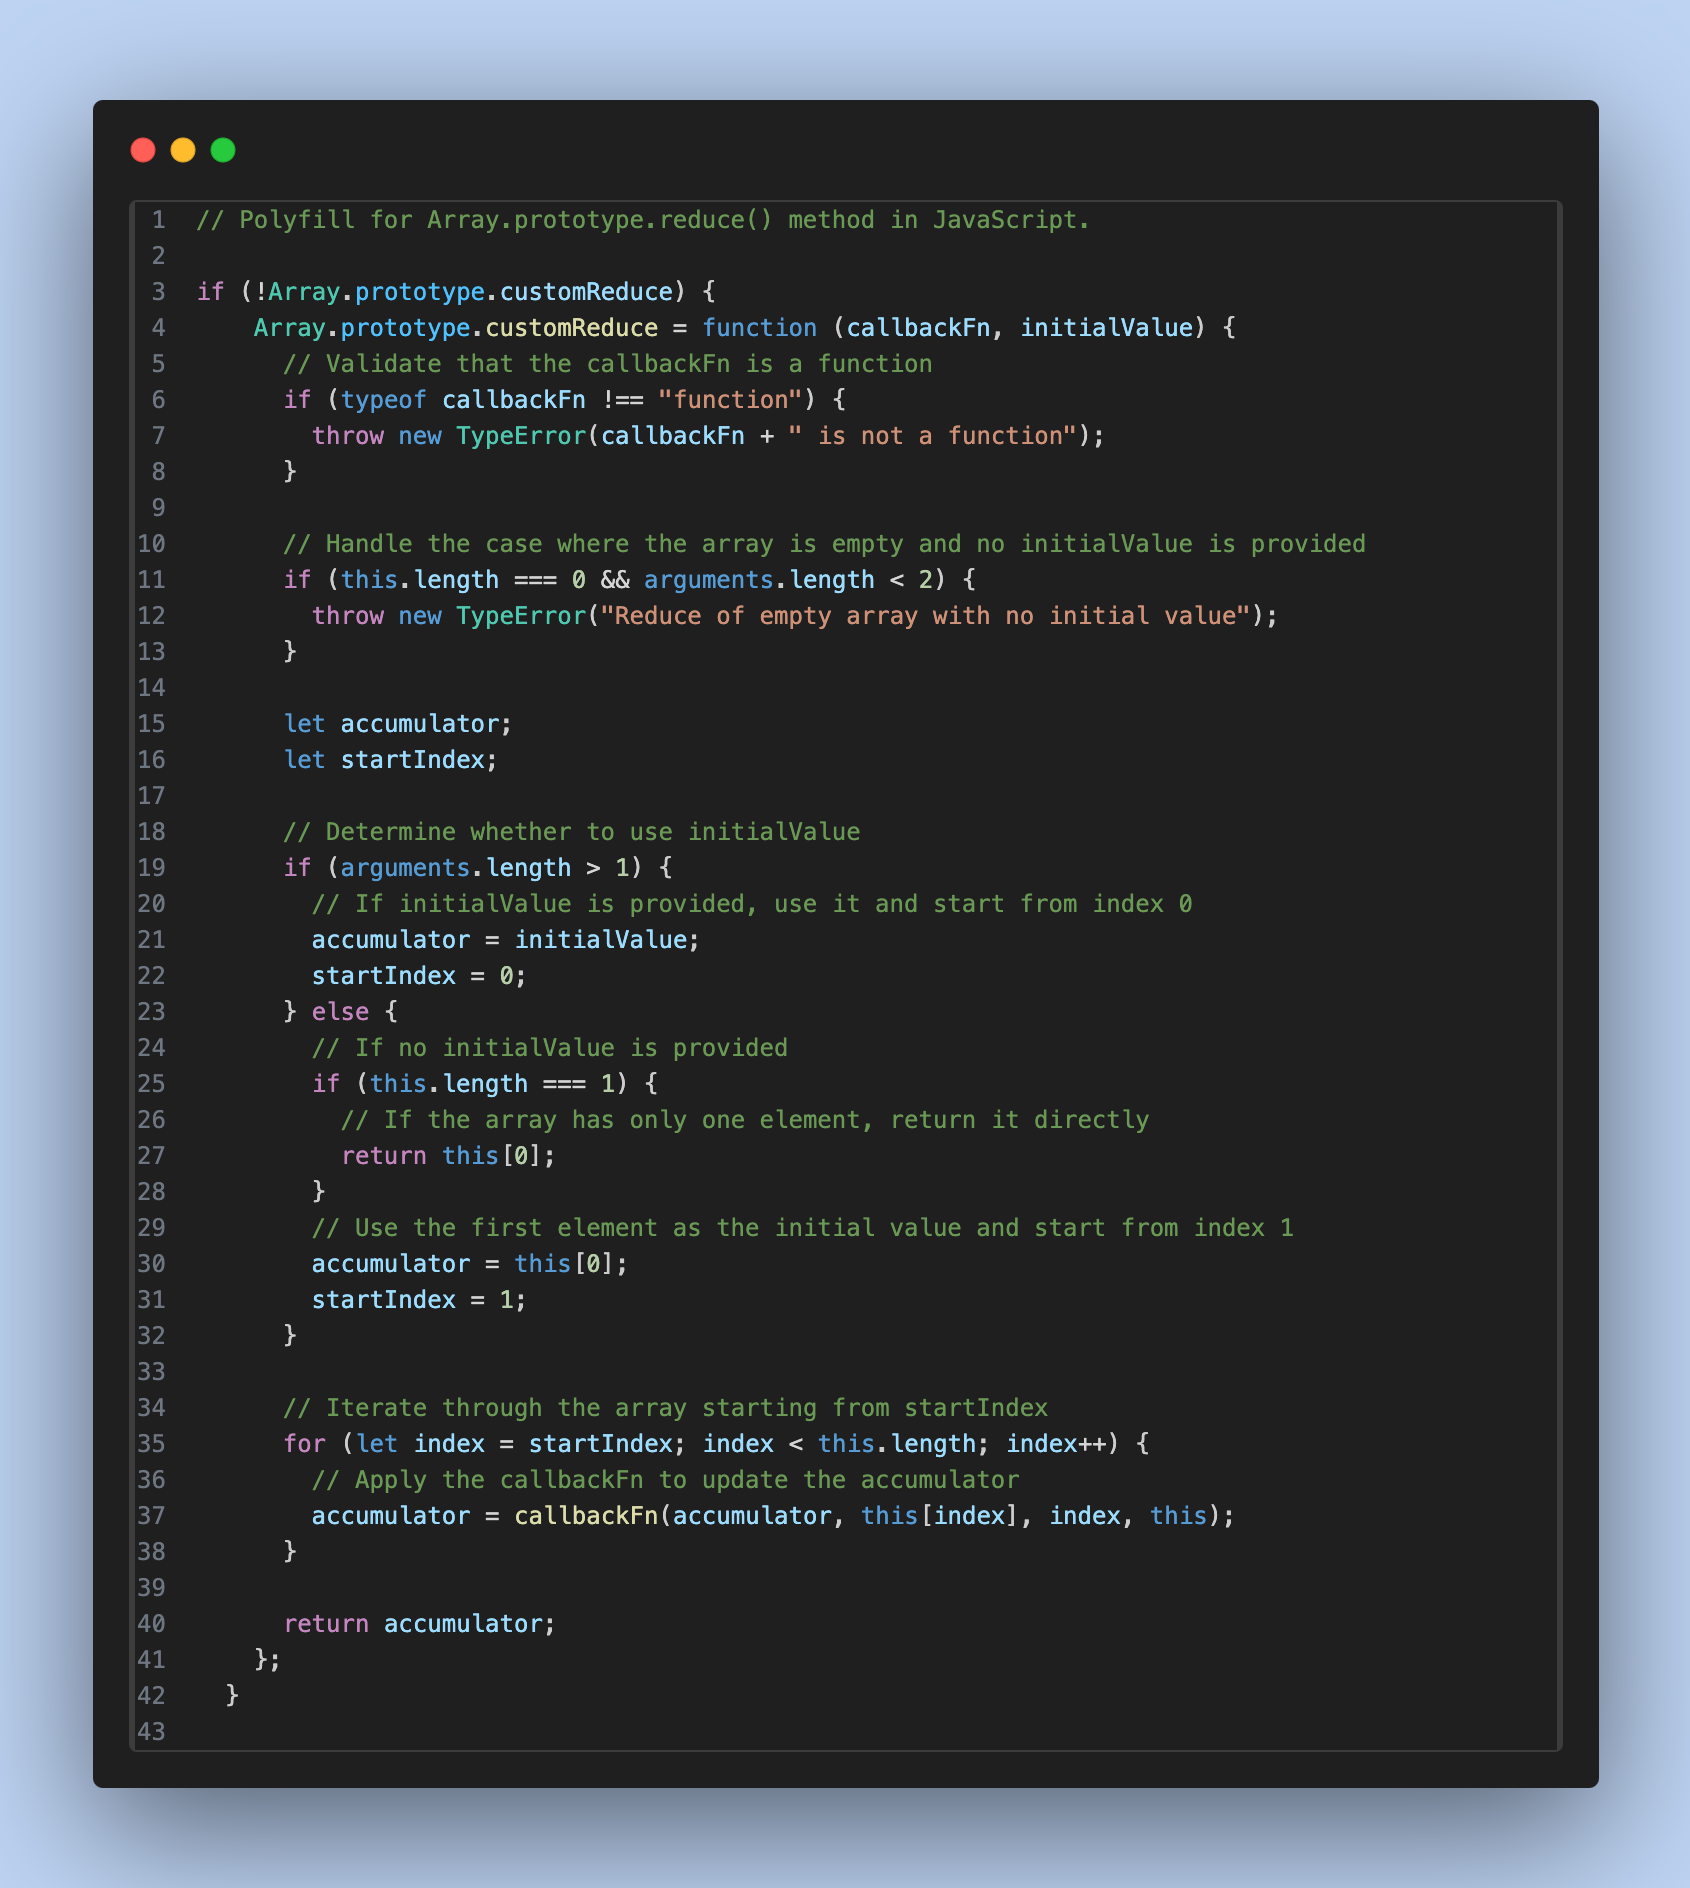 1 // Polyfill for Array.prototype.reduce() method in JavaScript.
2
3 if (!Array.prototype.customReduce) {
4     Array.prototype.customReduce = function (callbackFn, initialValue) {
5       // Validate that the callbackFn is a function
6       if (typeof callbackFn !== "function") {
7         throw new TypeError(callbackFn + " is not a function");
8       }
9
10       // Handle the case where the array is empty and no initialValue is provided
11       if (this.length === 0 && arguments.length < 2) {
12         throw new TypeError("Reduce of empty array with no initial value");
13       }
14
15       let accumulator;
16       let startIndex;
17
18       // Determine whether to use initialValue
19       if (arguments.length > 1) {
20         // If initialValue is provided, use it and start from index 0
21         accumulator = initialValue;
22         startIndex = 0;
23       } else {
24         // If no initialValue is provided
25         if (this.length === 1) {
26           // If the array has only one element, return it directly
27           return this[0];
28         }
29         // Use the first element as the initial value and start from index 1
30         accumulator = this[0];
31         startIndex = 1;
32       }
33
34       // Iterate through the array starting from startIndex
35       for (let index = startIndex; index < this.length; index++) {
36         // Apply the callbackFn to update the accumulator
37         accumulator = callbackFn(accumulator, this[index], index, this);
38       }
39
40       return accumulator;
41     };
42   }
43